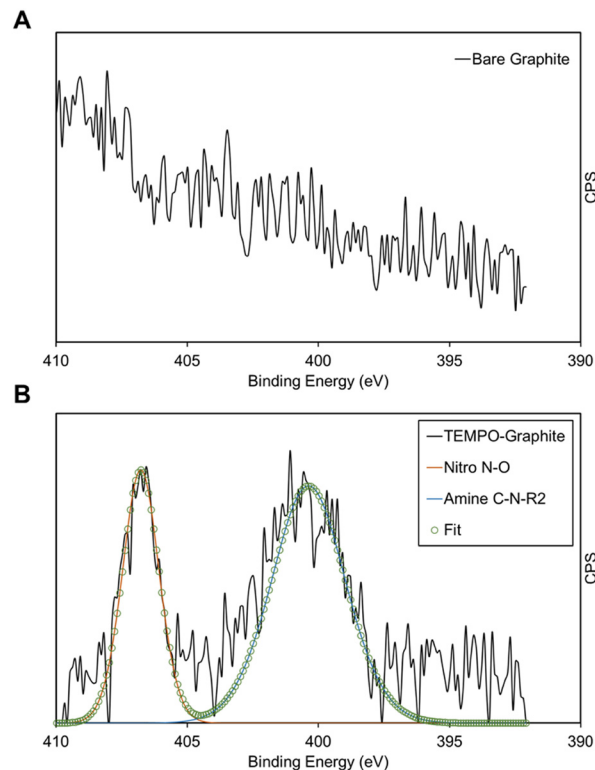 A
Bare Graphite
CPS
410 405 400 395 390
Binding Energy (eV)
B
TEMPO-Graphite
Nitro N-O
Amine C-N-R2
Fit
CPS
410 405 400 395 390
Binding Energy (eV)